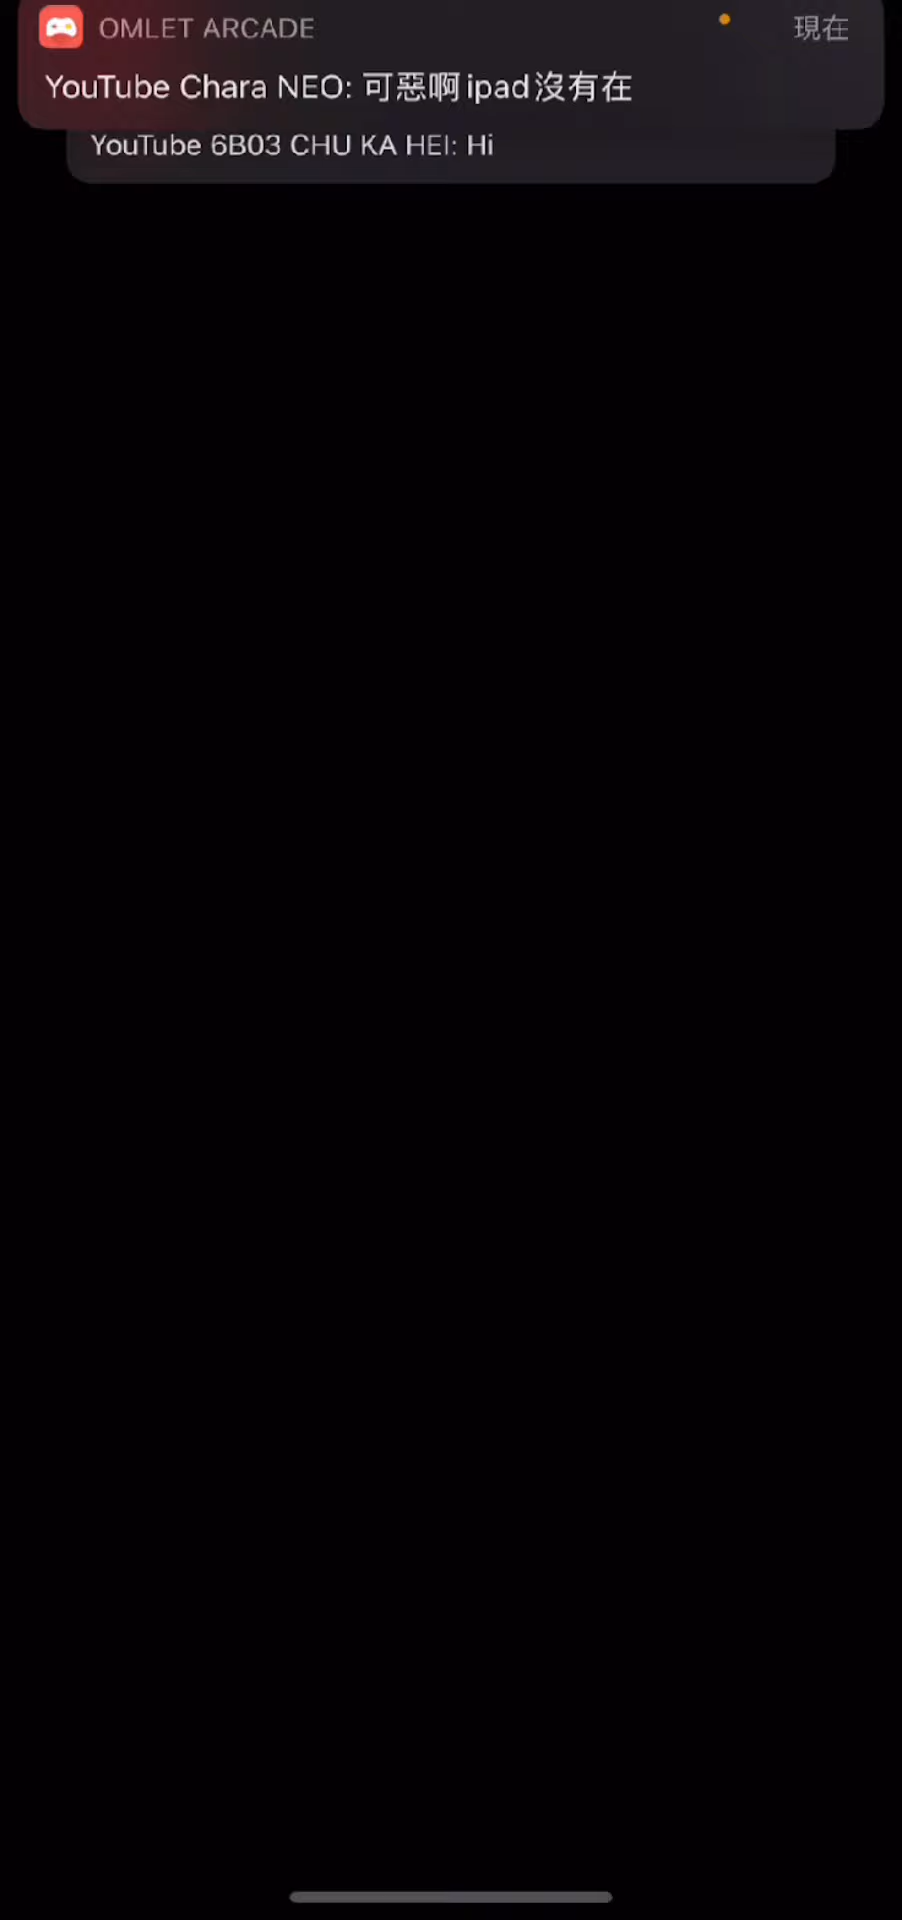 OMLET ARCADE
現在
YouTube Chara NEO: 可惡啊ipad沒有在
YouTube 6B03 CHU KA HEI: Hi